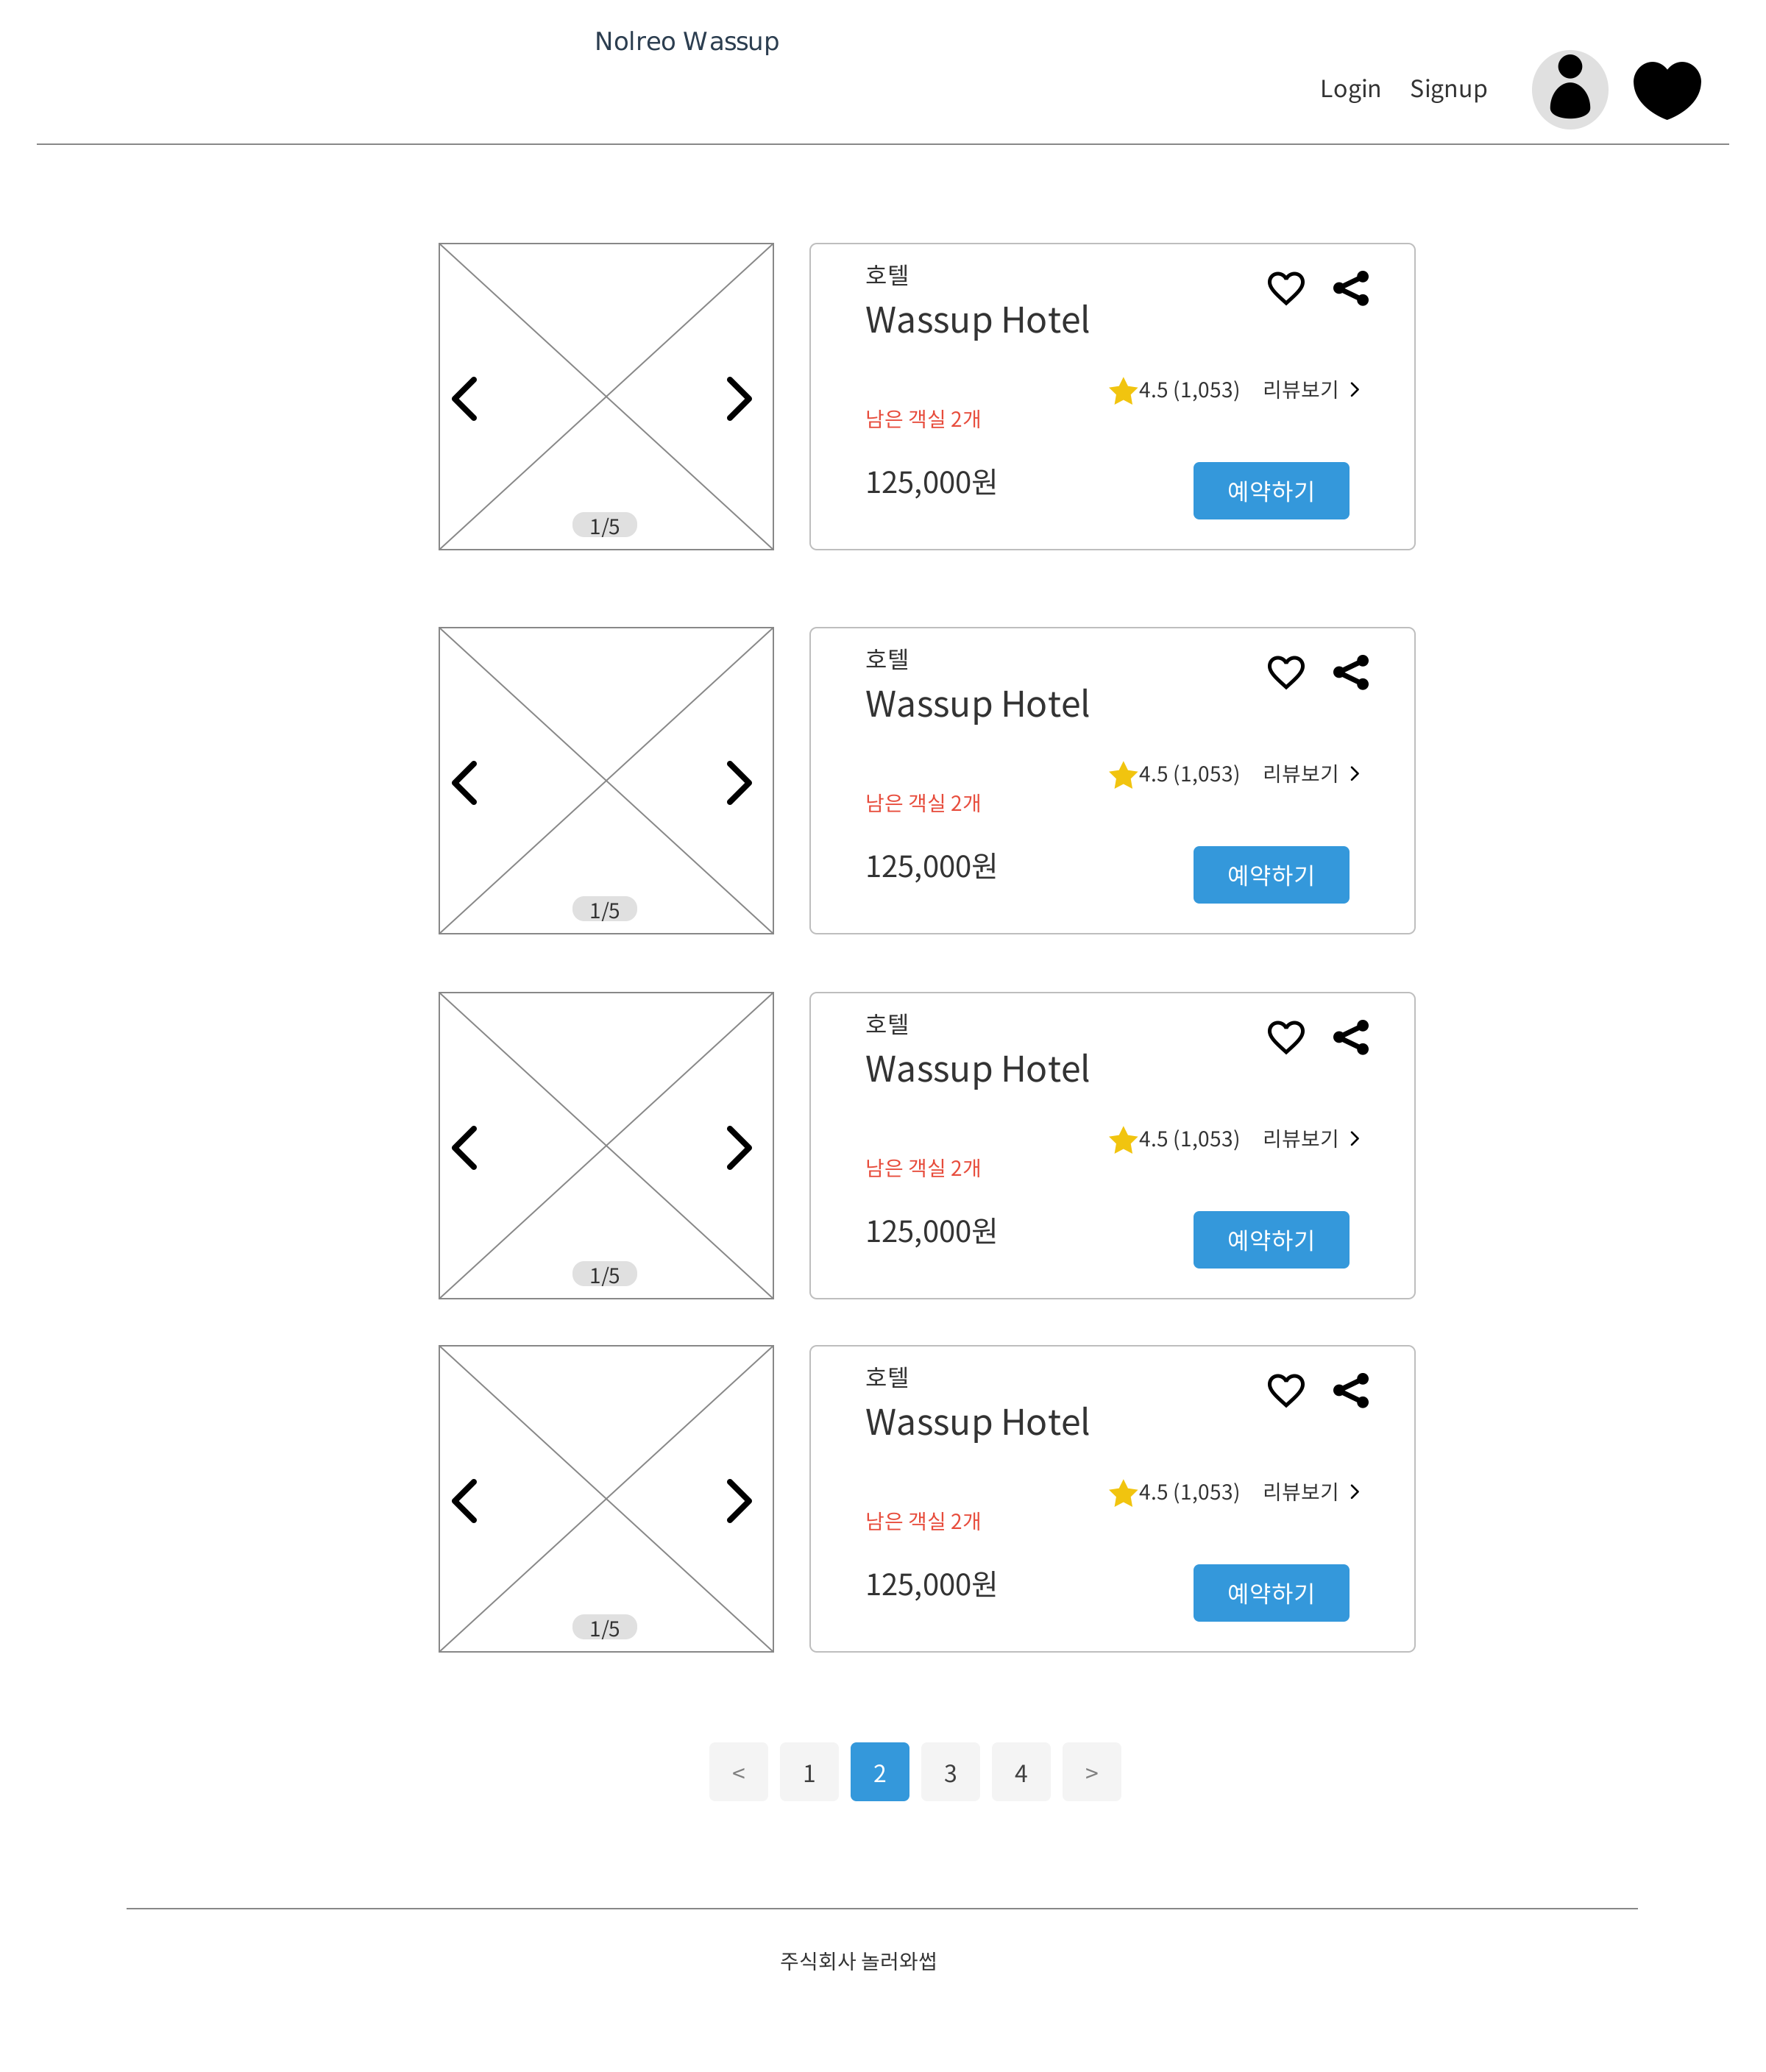 Nolreo Wassup
Login Signup
호텔
Wassup Hotel
4.5 (1,053) 리뷰보기
남은 객실 2개
125,000원
예약하기
1/5
호텔
Wassup Hotel
4.5 (1,053) 리뷰보기
남은 객실 2개
125,000원
예약하기
1/5
호텔
Wassup Hotel
4.5 (1,053) 리뷰보기
남은 객실 2개
125,000원
예약하기
1/5
호텔
Wassup Hotel
4.5 (1,053) 리뷰보기
남은 객실 2개
125,000원
예약하기
1/5
< 1 2 3 4 >
주식회사 놀러와썹